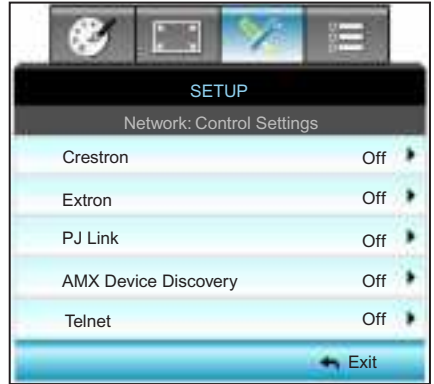 SETUP
Network: Control Settings
Crestron Off
Extron Off
PJ Link Off
AMX Device Discovery Off
Telnet Off
Exit